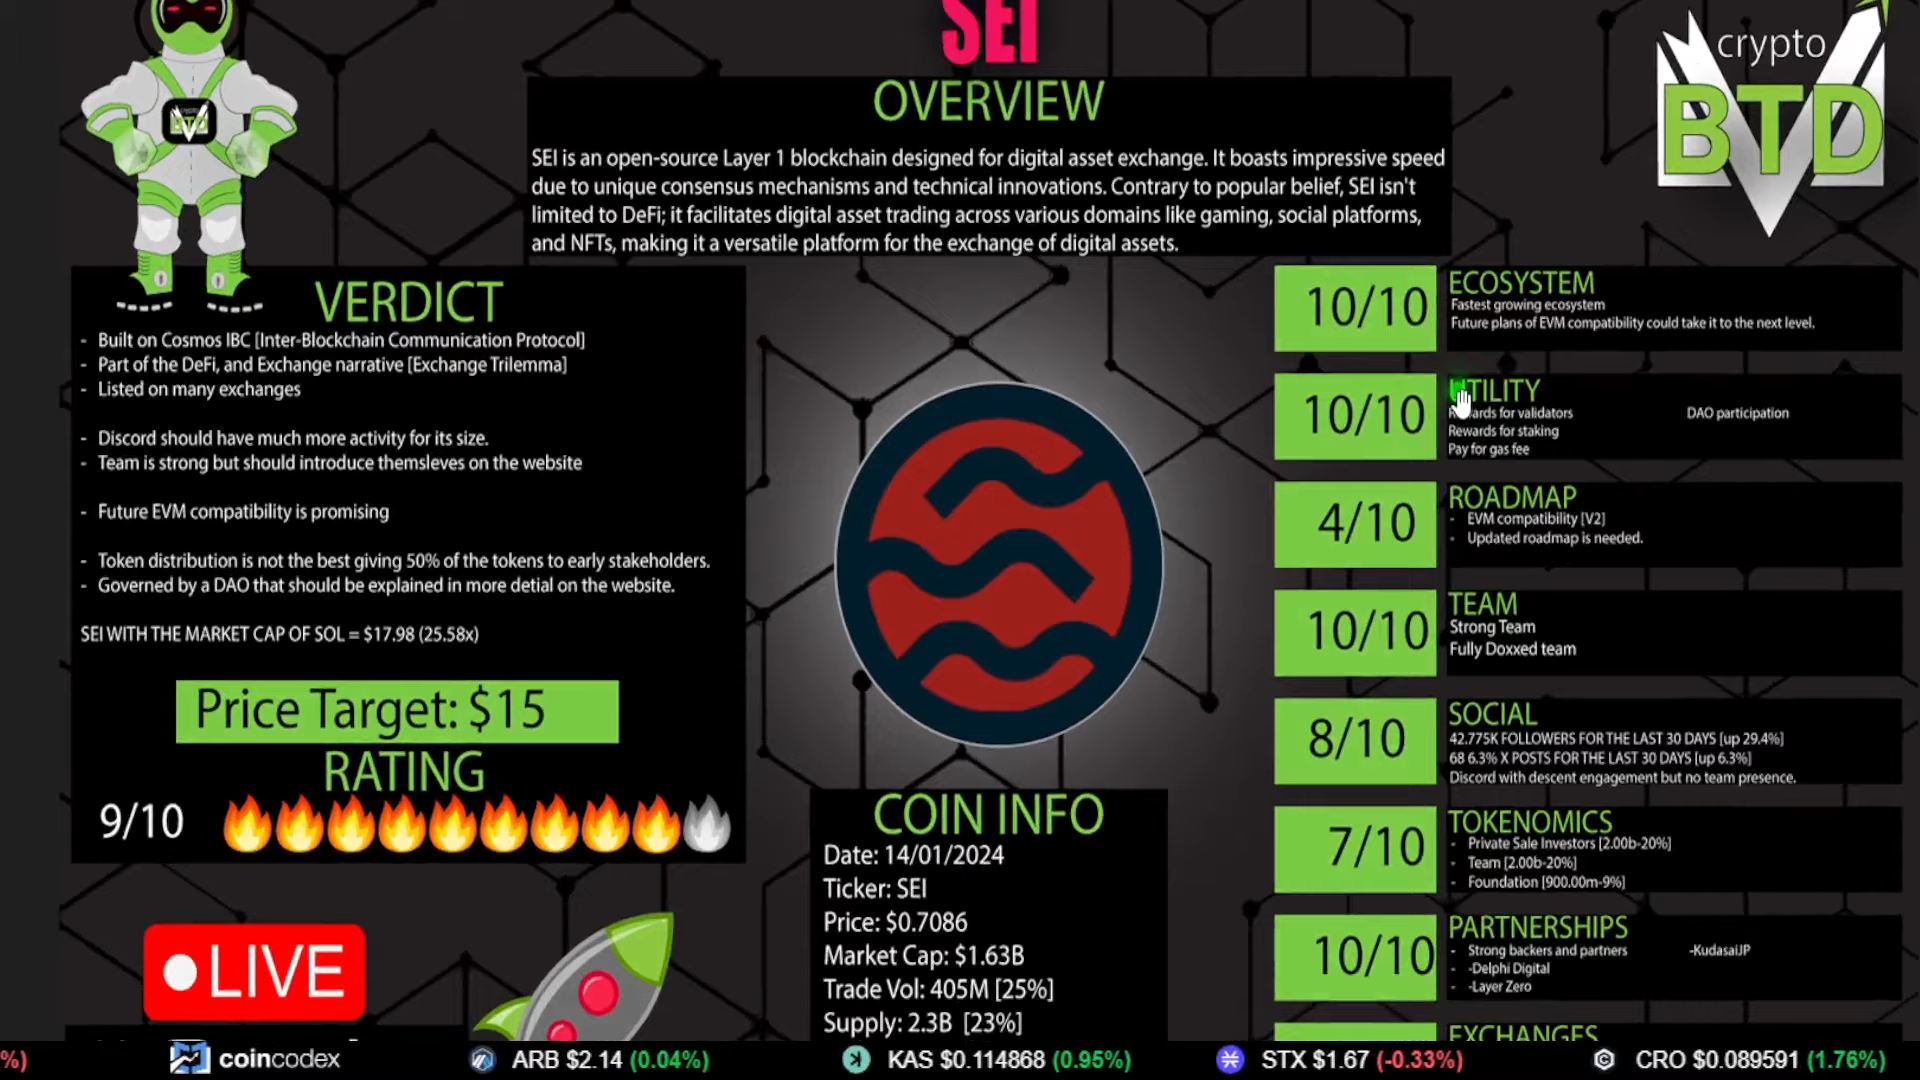 SEI
crypto
BTD
OVERVIEW
SEI is an open-source Layer 1 blockchain designed for digital asset exchange. It boasts impressive speed
due to unique consensus mechanisms and technical innovations. Contrary to popular belief, SEI isn't
limited to DeFi; it facilitates digital asset trading across various domains like gaming, social platforms,
and NFTs, making it a versatile platform for the exchange of digital assets.
crypto
BTD
VERDICT
- Built on Cosmos IBC [Inter-Blockchain Communication Protocol]
- Part of the DeFi, and Exchange narrative [Exchange Trilemma]
- Listed on many exchanges
- Discord should have much more activity for its size.
- Team is strong but should introduce themsleves on the website
- Future EVM compatibility is promising
- Token distribution is not the best giving 50% of the tokens to early stakeholders.
- Governed by a DAO that should be explained in more detial on the website.
SEI WITH THE MARKET CAP OF SOL = $17.98 (25.58x)
Price Target: $15
RATING
9/10
LIVE
COIN INFO
Date: 14/01/2024
Ticker: SEI
Price: $0.7086
Market Cap: $1.63B
Trade Vol: 405M [25%]
Supply: 2.3B [23%]
10/10
ECOSYSTEM
Fastest growing ecosystem
Future plans of EVM compatibility could take it to the next level.
10/10
UTILITY
Rewards for validators
DAO participation
Rewards for staking
Pay for gas fee
4/10
ROADMAP
- EVM compatibility [V2]
- Updated roadmap is needed.
10/10
TEAM
Strong Team
Fully Doxxed team
8/10
SOCIAL
42.775K FOLLOWERS FOR THE LAST 30 DAYS [up 29.4%]
68 6.3% X POSTS FOR THE LAST 30 DAYS [up 6.3%]
Discord with descent engagement but no team presence.
7/10
TOKENOMICS
- Private Sale Investors [2.00b-20%]
- Team [2.00b-20%]
- Foundation [900.00m-9%]
10/10
PARTNERSHIPS
- Strong backers and partners
-KudasaiJP
- -Delphi Digital
- -Layer Zero
EXCHANGES
%)
coincodex
ARB $2.14 (0.04%)
KAS $0.114868 (0.95%)
STX $1.67 (-0.33%)
CRO $0.089591 (1.76%)